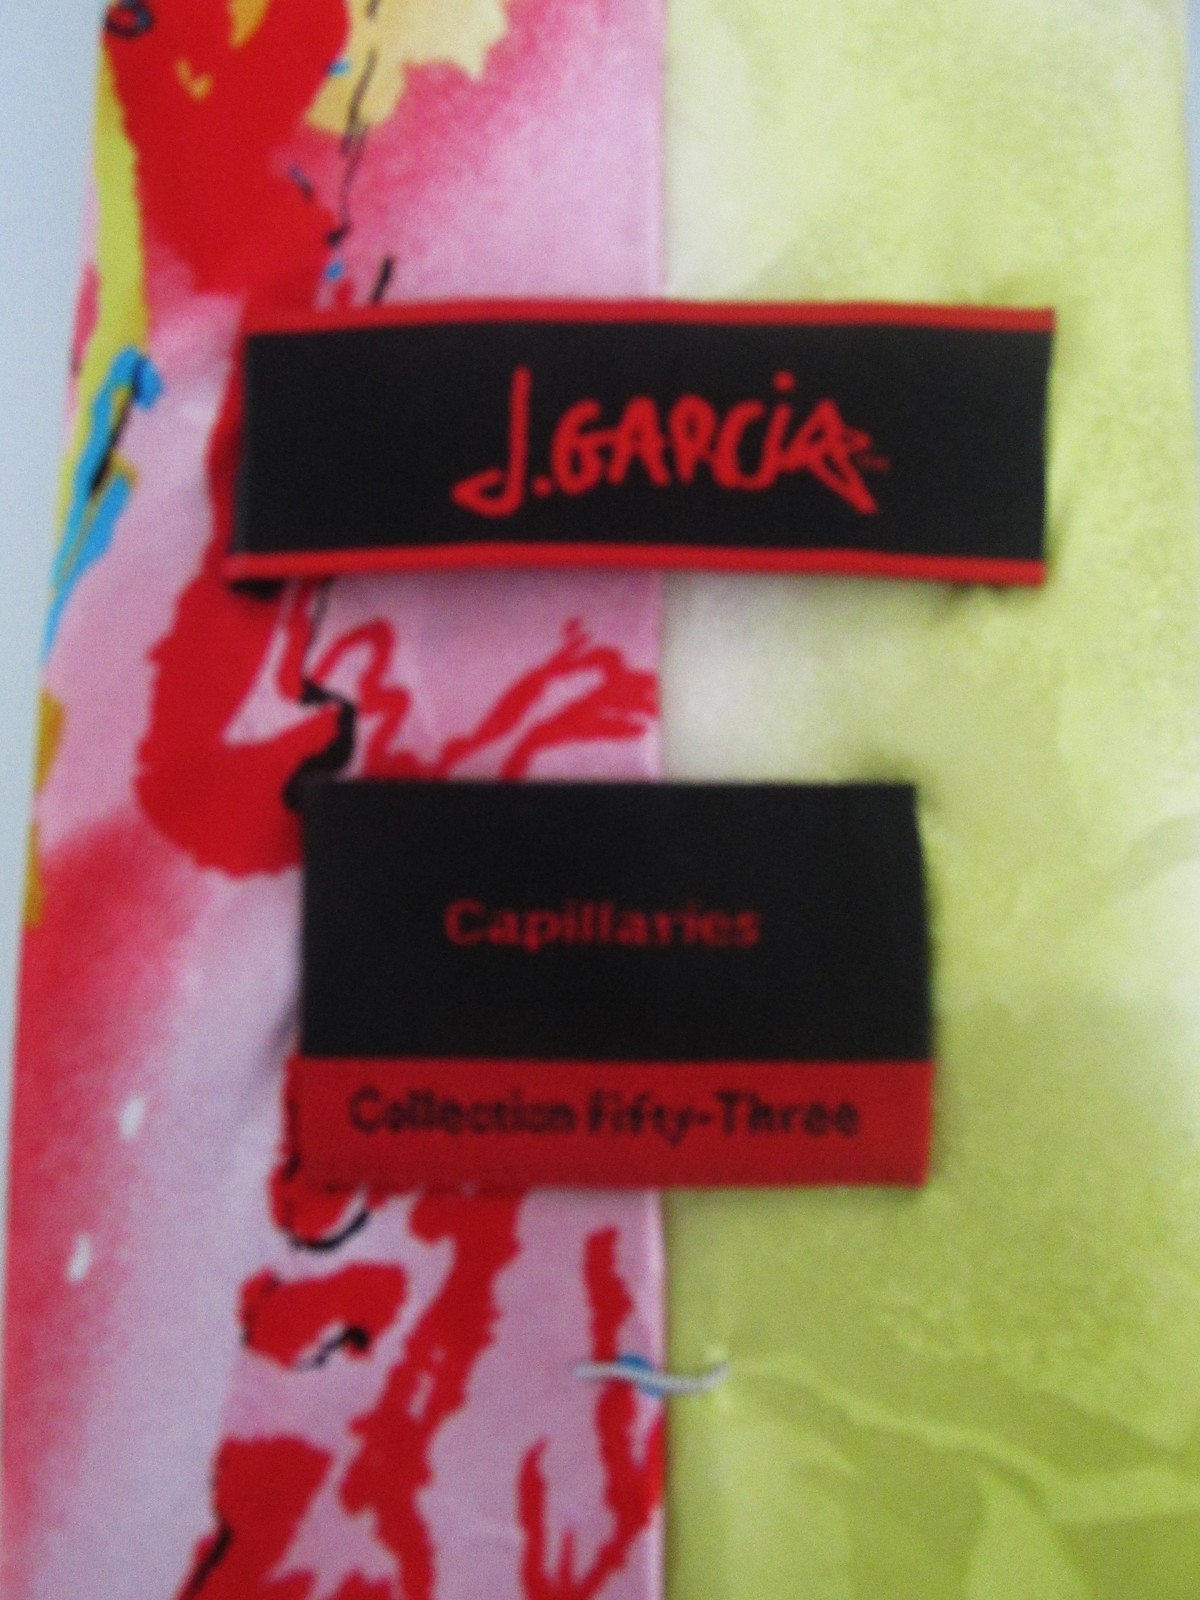 J.GARCiA
Capillaries
Collection Fifty-Three